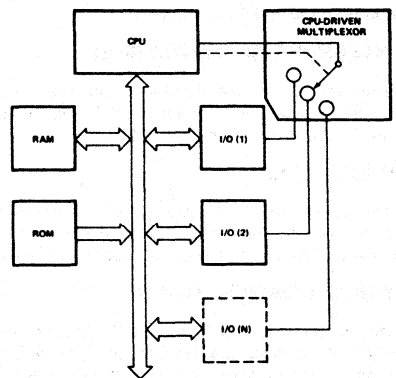 CPU-DRIVEN
MULTIPLEXOR
CPU
RAM
I/O (1)
ROM
I/O (2)
I/O (N)